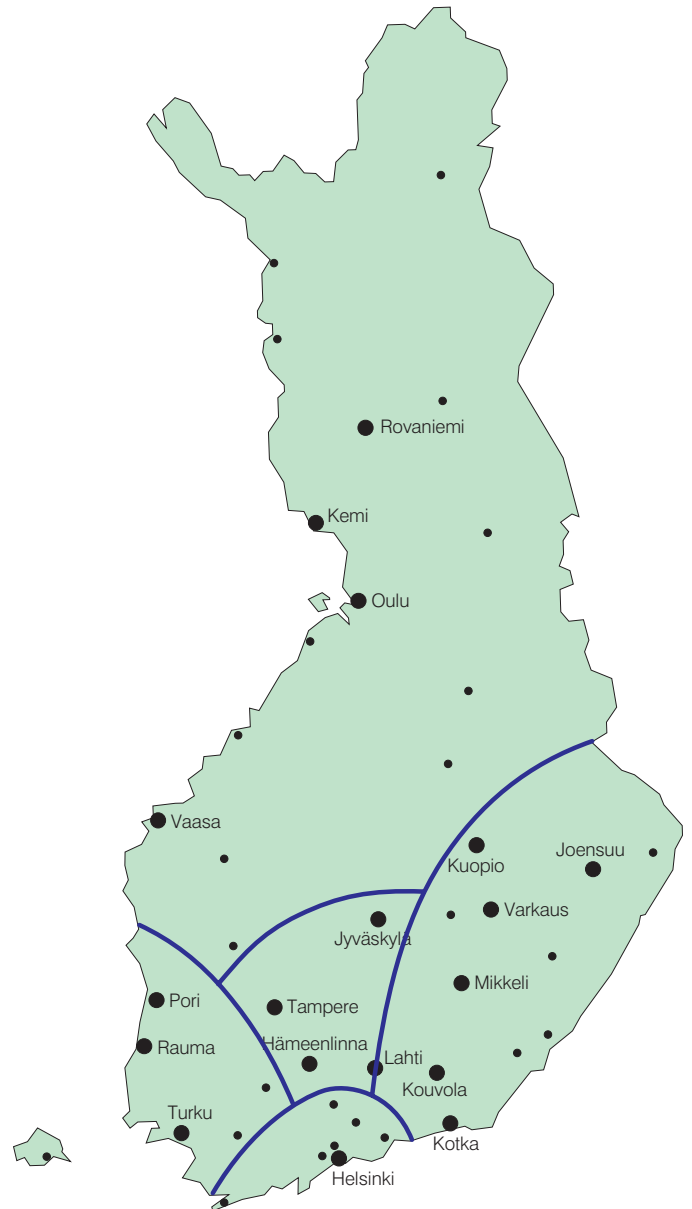 Rovaniemi
Kemi
Oulu
Vaasa
Kuopio
Joensuu
Varkaus
Jyväskylä
Mikkeli
Pori
Tampere
Hämeenlinna
Rauma
Lahti
Kouvola
Turku
Kotka
Helsinki